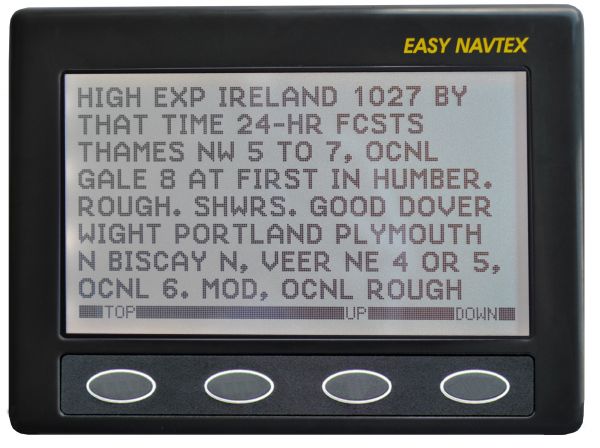 EASY NAVTEX
HIGH EXP IRELAND 1027 BY
THAT TIME 24-HR FCSTS
THAMES NW 5 TO 7, OCNL
GALE 8 AT FIRST IN HUMBER.
ROUGH. SHWRS. GOOD DOVER
WIGHT PORTLAND PLYMOUTH
N BISCAY N, VEER NE 4 OR 5,
OCNL 6. MOD, OCNL ROUGH
TOP UP DOWN